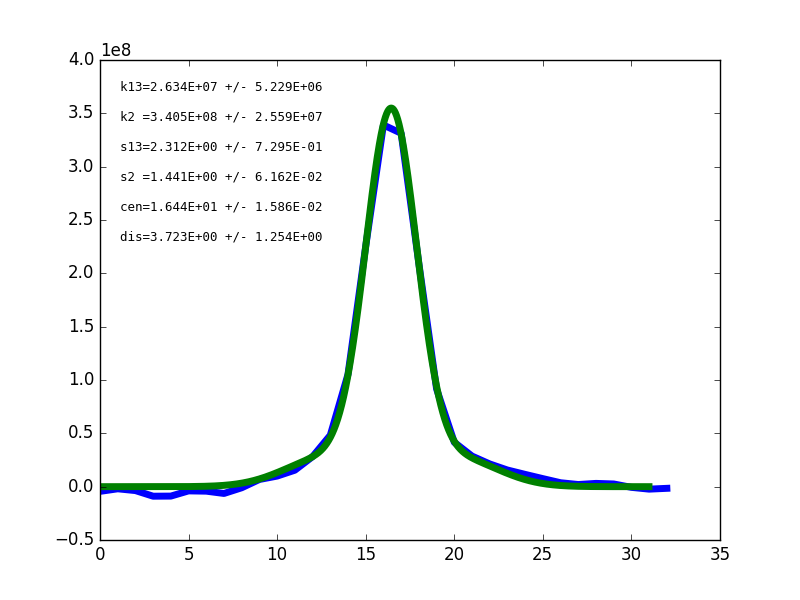 1e8
4.0
k13=2.634E+07 +/- 5.229E+06
3.5
k2 =3.405E+08 +/- 2.559E+07
3.0
s13=2.312E+00 +/- 7.295E-01
s2 =1.441E+00 +/- 6.162E-02
2.5
cen=1.644E+01 +/- 1.586E-02
dis=3.723E+00 +/- 1.254E+00
2.0
1.5
1.0
0.5
0.0
−0.5
0 5 10 15 20 25 30 35